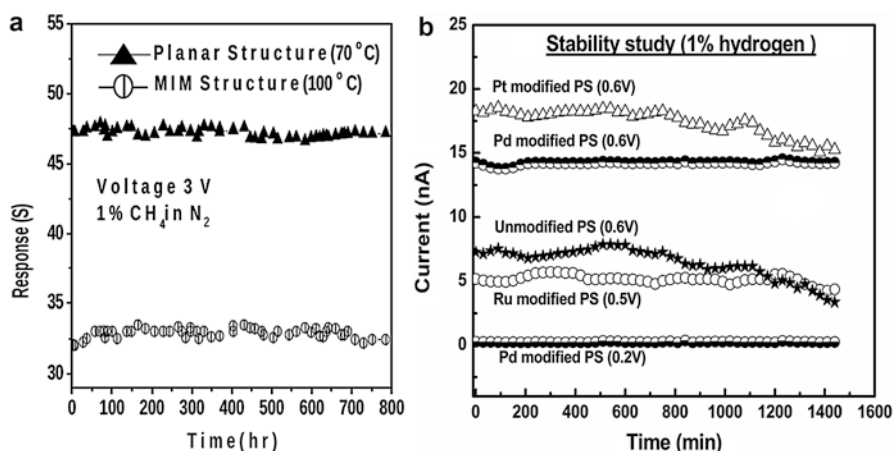 a
Planar Structure (70°C)
MIM Structure (100°C)
Voltage 3 V
1% CH4 in N2
Response (S)
55
50
45
40
35
30
0 100 200 300 400 500 600 700 800
Time (hr)
b
Stability study (1% hydrogen )
Pt modified PS (0.6V)
Pd modified PS (0.6V)
Unmodified PS (0.6V)
Ru modified PS (0.5V)
Pd modified PS (0.2V)
Current (nA)
25
20
15
10
5
0
0 200 400 600 800 1000 1200 1400 1600
Time (min)